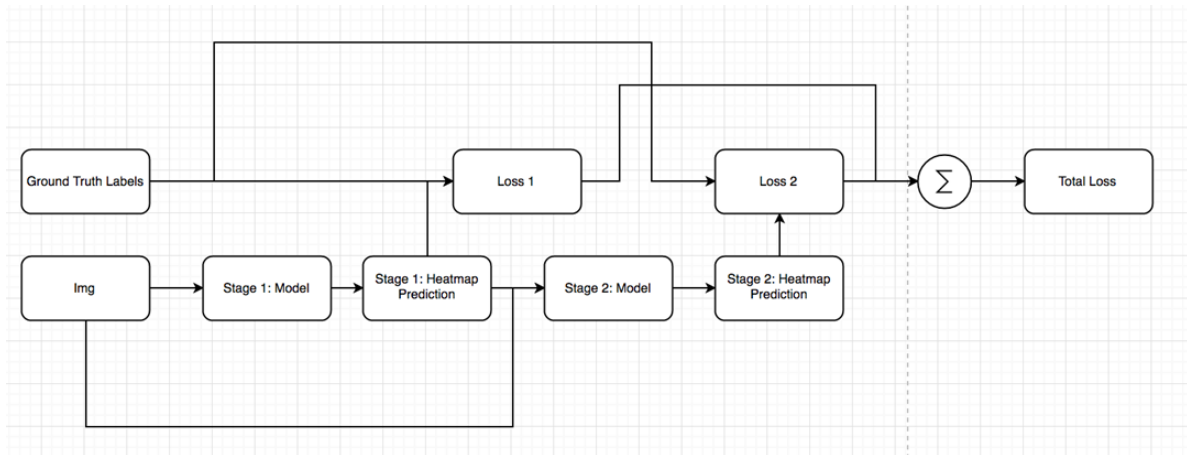 Ground Truth Labels
Loss 1
Loss 2
∑
Total Loss
Img
Stage 1: Model
Stage 1: Heatmap
Prediction
Stage 2: Model
Stage 2: Heatmap
Prediction